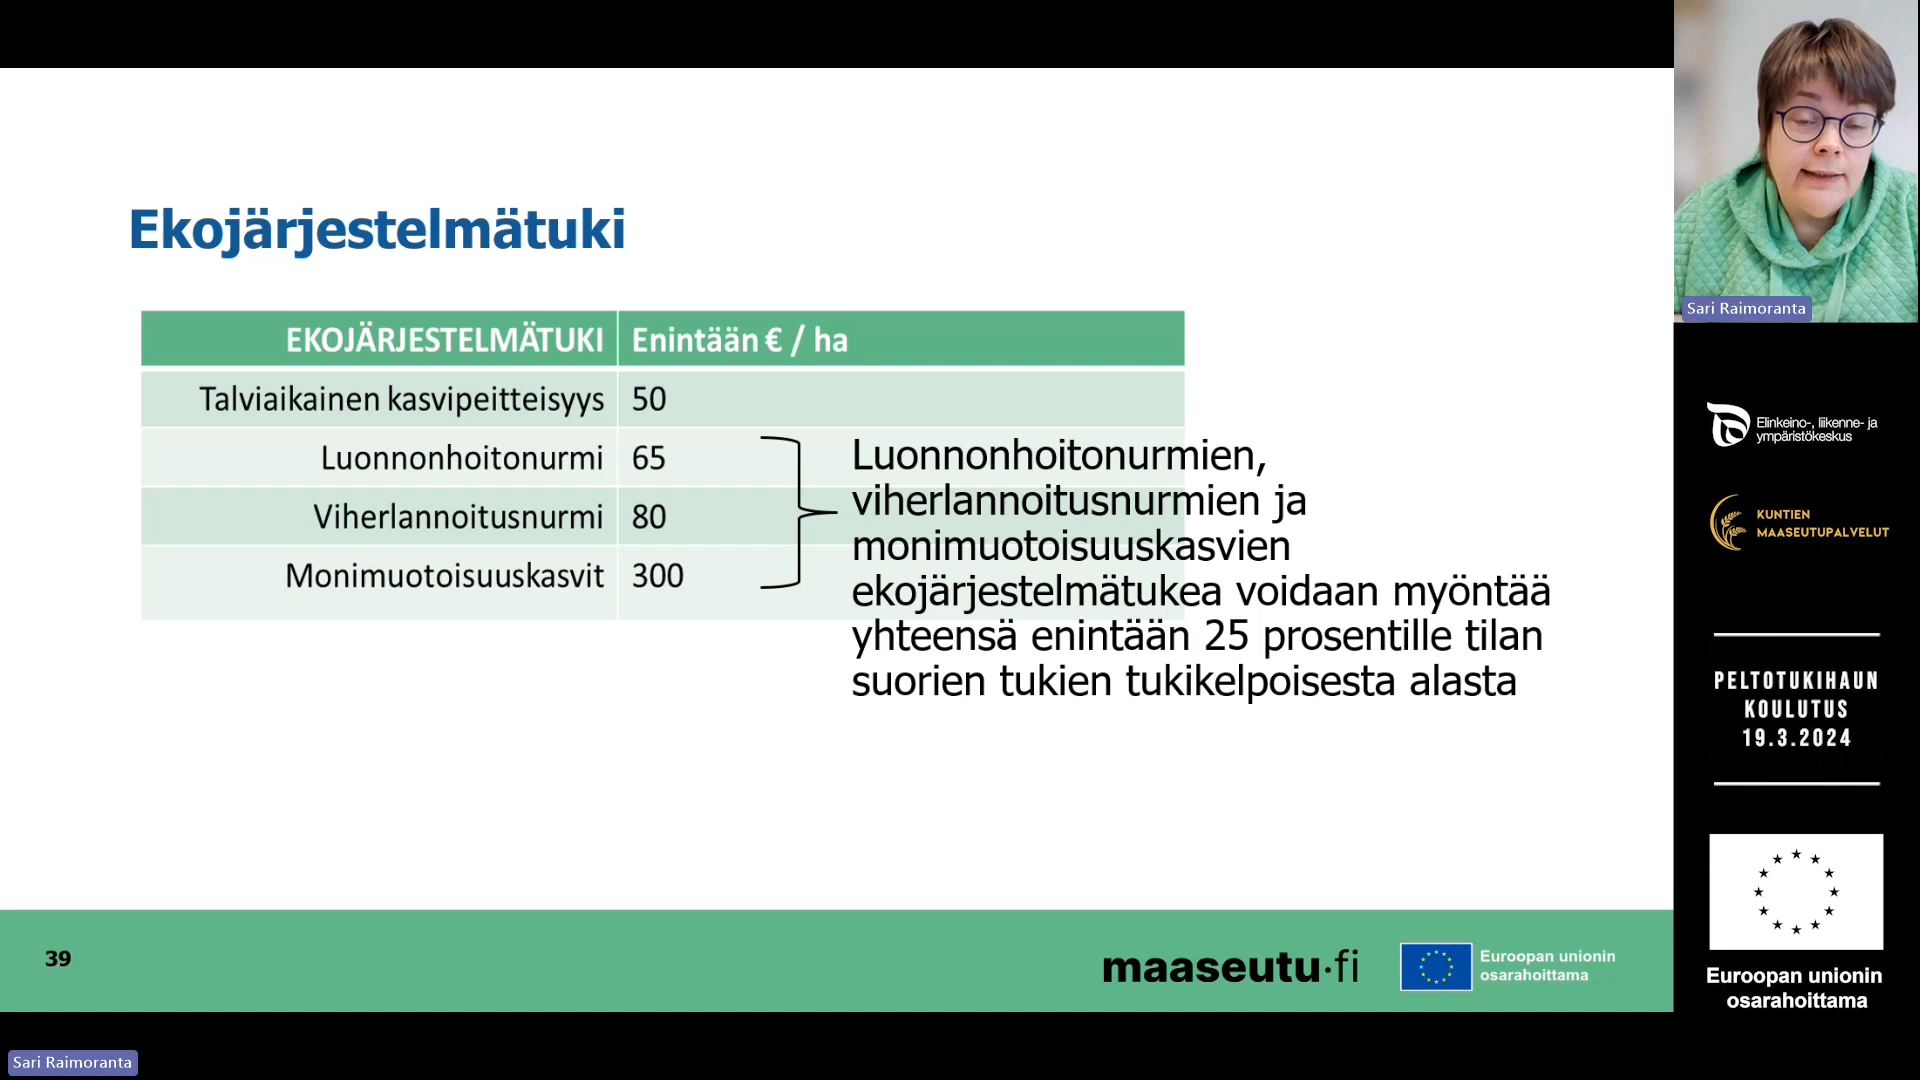 Ekojärjestelmätuki
EKOJÄRJESTELMÄTUKI Enintään € / ha
Talviaikainen kasvipeitteisyys 50
Luonnonhoitonurmi 65
Viherlannoitusnurmi 80
Monimuotoisuuskasvit 300
Luonnonhoitonurmien,
viherlannoitusnurmien ja
monimuotoisuuskasvien
ekojärjestelmätukea voidaan myöntää
yhteensä enintään 25 prosentille tilan
suorien tukien tukikelpoisesta alasta
39
maaseutu.fi
Euroopan unionin
osarahoittama
Sari Raimoranta
Elinkeino-, liikenne- ja
ympäristökeskus
KUNTIEN
MAASEUTUPALVELUT
PELTOTUKIHAUN
KOULUTUS
19.3.2024
Euroopan unionin
osarahoittama
Sari Raimoranta